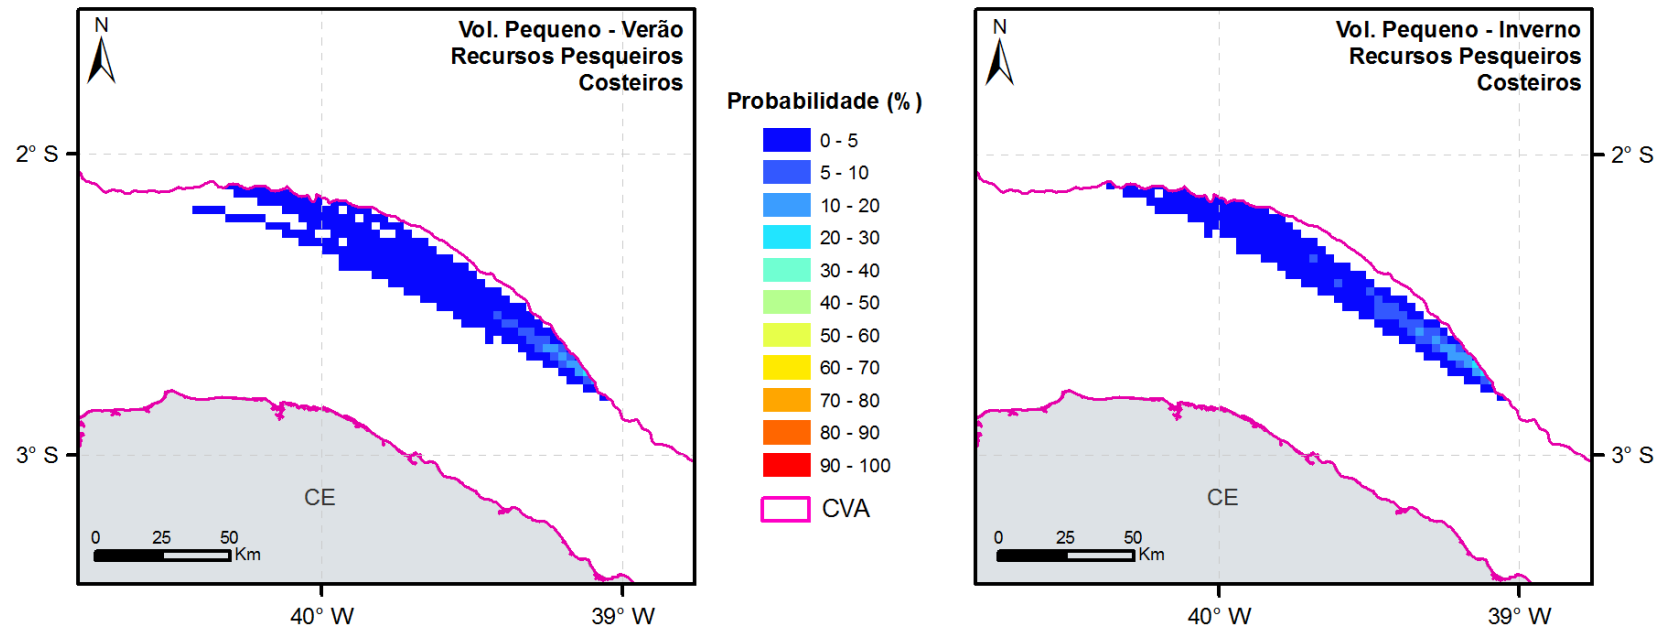 N
Vol. Pequeno - Verão
Recursos Pesqueiros
Costeiros
2° S
3° S
CE
0 25 50
Km
40° W
39° W
Probabilidade (%)
0 - 5
5 - 10
10 - 20
20 - 30
30 - 40
40 - 50
50 - 60
60 - 70
70 - 80
80 - 90
90 - 100
CVA
N
Vol. Pequeno - Inverno
Recursos Pesqueiros
Costeiros
2° S
3° S
CE
0 25 50
Km
40° W
39° W